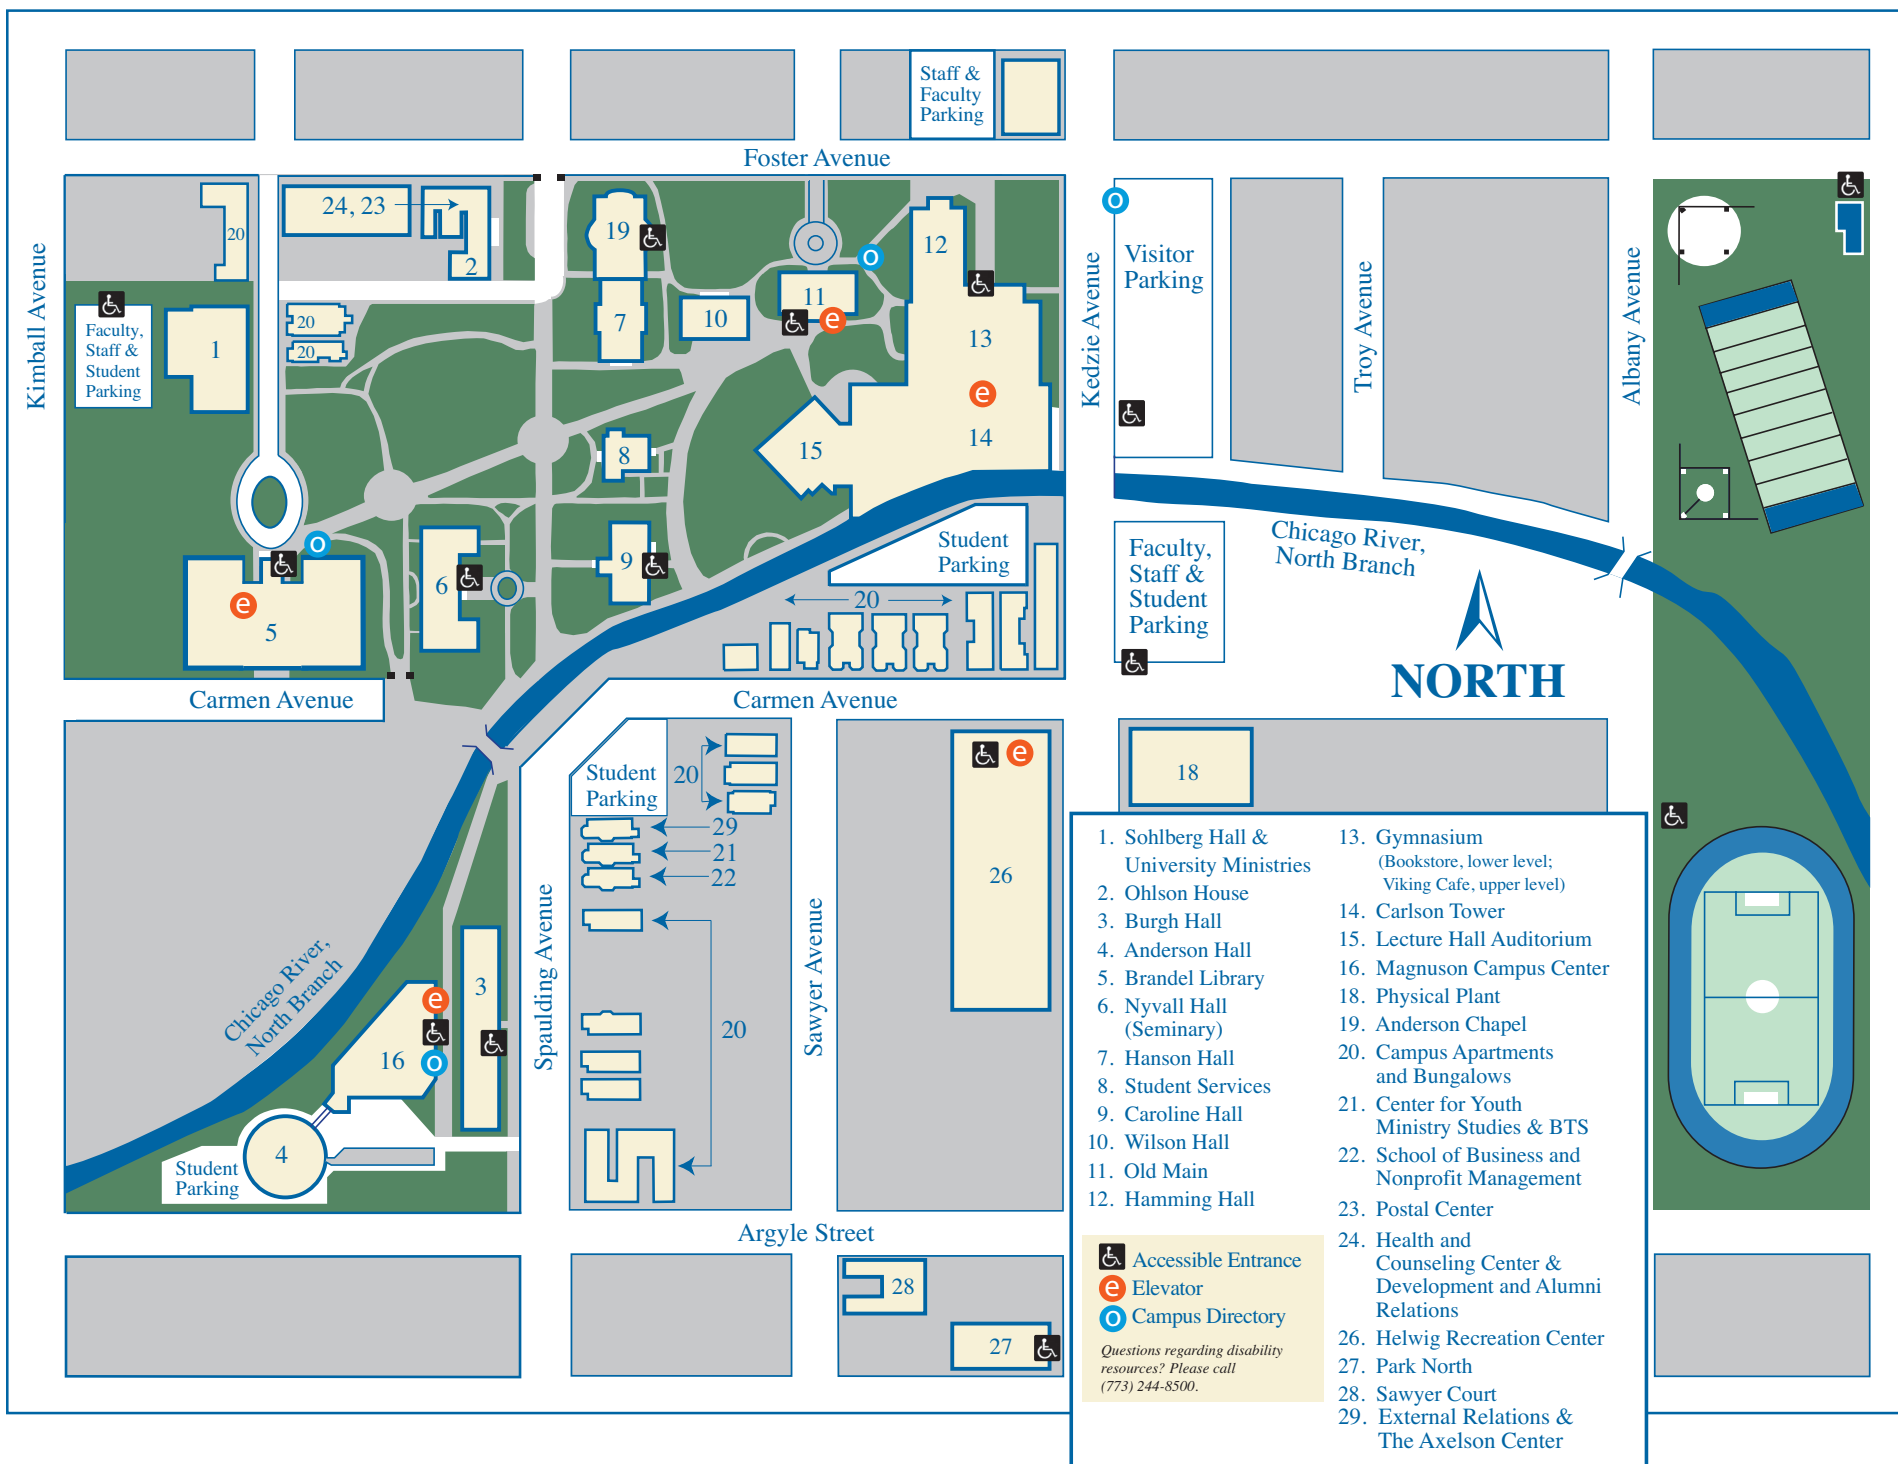 Staff &
Faculty
Parking
Foster Avenue
24, 23
20
2
19
12
Kimball Avenue
Faculty,
Staff &
Student
Parking
1
20
20
7
10
11
e
13
e
14
15
8
o
o
Visitor
Parking
Kedzie Avenue
Troy Avenue
Albany Avenue
o
e
5
6
9
Student
Parking
20
Faculty,
Staff &
Student
Parking
Chicago River,
North Branch
NORTH
Carmen Avenue
Carmen Avenue
Student
Parking
20
29
21
22
20
Spaulding Avenue
Sawyer Avenue
e
26
18
Chicago River,
North Branch
e
16
o
3
4
Student
Parking
Argyle Street
28
27
1. Sohlberg Hall &
University Ministries
2. Ohlson House
3. Burgh Hall
4. Anderson Hall
5. Brandel Library
6. Nyvall Hall
(Seminary)
7. Hanson Hall
8. Student Services
9. Caroline Hall
10. Wilson Hall
11. Old Main
12. Hamming Hall
13. Gymnasium
(Bookstore, lower level;
Viking Cafe, upper level)
14. Carlson Tower
15. Lecture Hall Auditorium
16. Magnuson Campus Center
18. Physical Plant
19. Anderson Chapel
20. Campus Apartments
and Bungalows
21. Center for Youth
Ministry Studies & BTS
22. School of Business and
Nonprofit Management
23. Postal Center
24. Health and
Counseling Center &
Development and Alumni
Relations
26. Helwig Recreation Center
27. Park North
28. Sawyer Court
29. External Relations &
The Axelson Center
Accessible Entrance
e Elevator
o Campus Directory
Questions regarding disability
resources? Please call
(773) 244-8500.